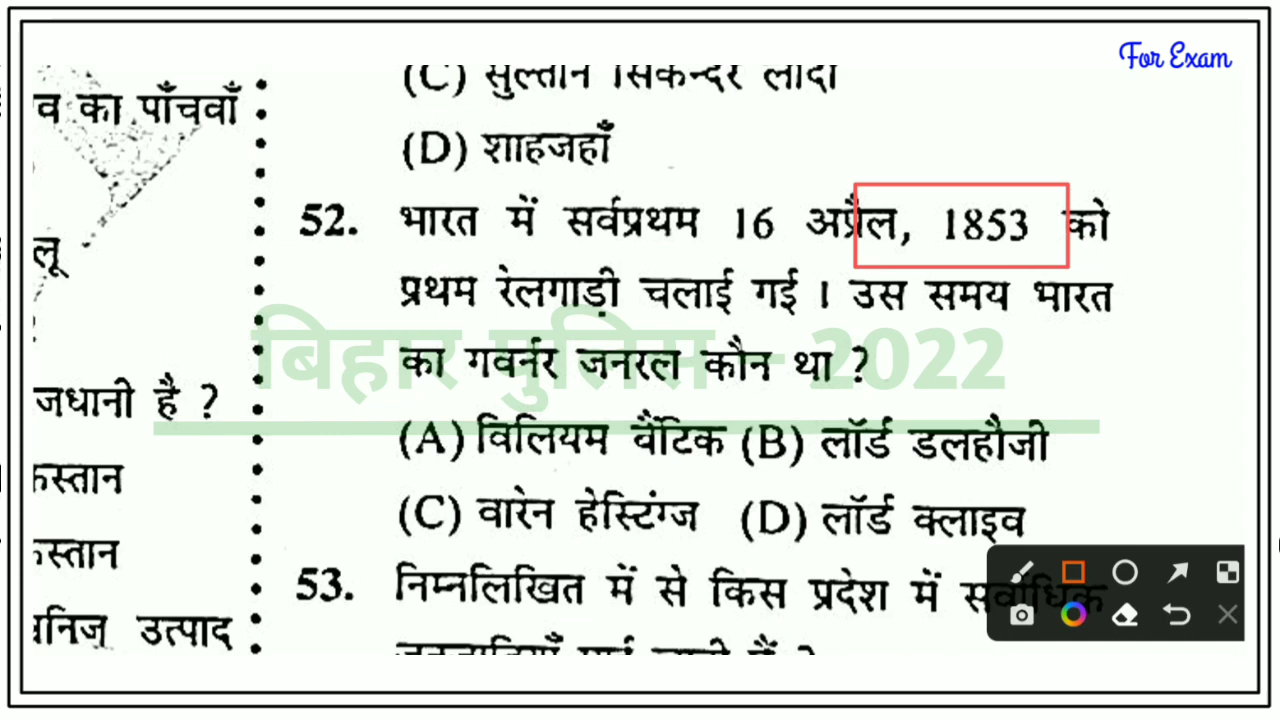 For Exam
व का पाँचवाँ
लू
जधानी है ?
स्तान
स्तान
उत्पाद
(C) सुल्तान सिकन्दर लोदी
(D) शाहजहाँ
52. भारत में सर्वप्रथम 16 अप्रैल, 1853 को
प्रथम रेलगाड़ी चलाई गई । उस समय भारत
का गवर्नर जनरल कौन था ?
(A) विलियम बैंटिक (B) लॉर्ड डलहौजी
(C) वारेन हेस्टिंग्ज (D) लॉर्ड क्लाइव
53. निम्नलिखित में से किस प्रदेश में सर्वाधिक
बिहार पुलिस - 2022